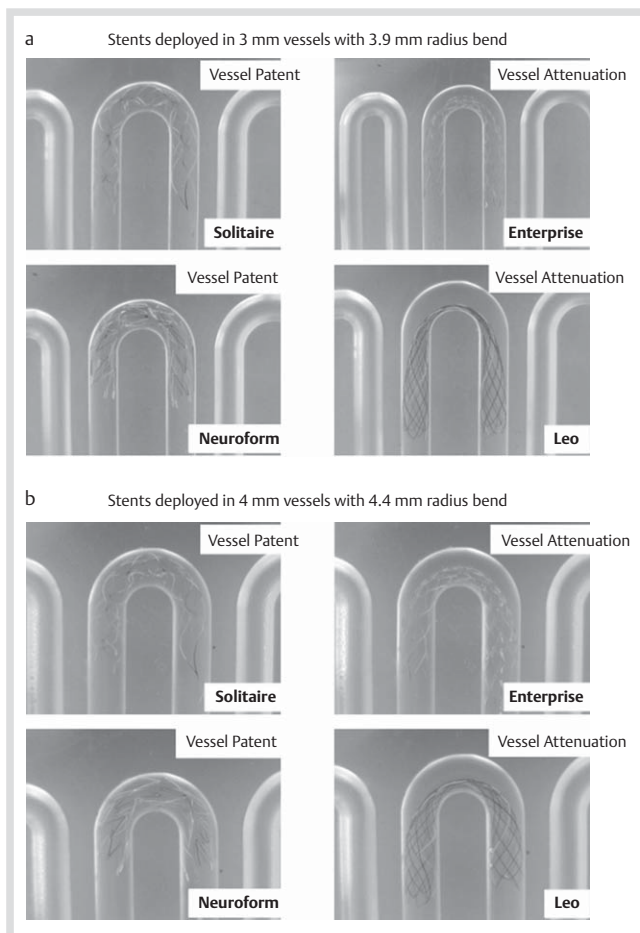 a Stents deployed in 3 mm vessels with 3.9 mm radius bend
Vessel Patent
Vessel Attenuation
Solitaire
Enterprise
Vessel Patent
Vessel Attenuation
Neuroform
Leo
b Stents deployed in 4 mm vessels with 4.4 mm radius bend
Vessel Patent
Vessel Attenuation
Solitaire
Enterprise
Vessel Patent
Vessel Attenuation
Neuroform
Leo